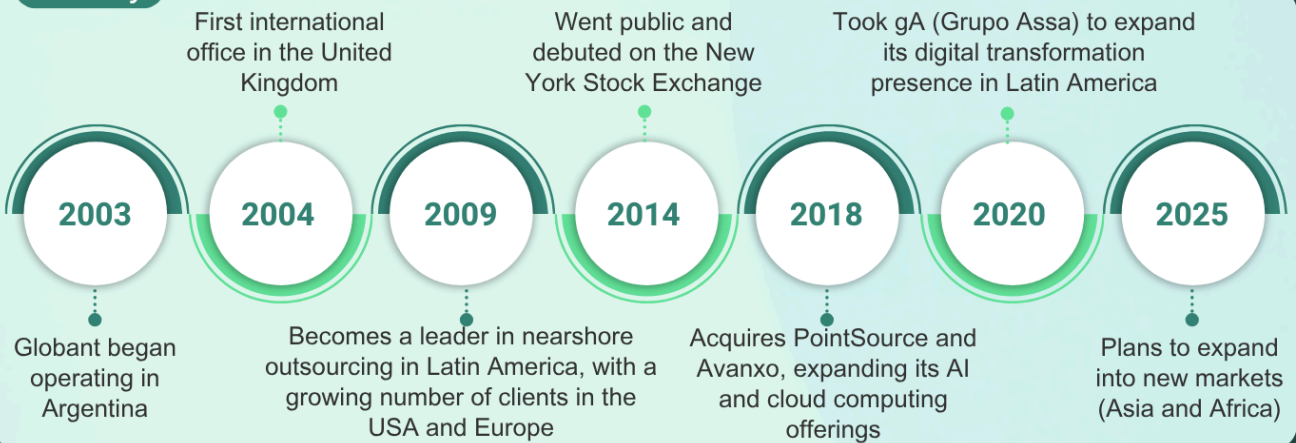 First international
office in the United
Kingdom
Went public and
debuted on the New
York Stock Exchange
Took gA (Grupo Assa) to expand
its digital transformation
presence in Latin America
2003
2004
2009
2014
2018
2020
2025
Globant began
operating in
Argentina
Becomes a leader in nearshore
outsourcing in Latin America, with a
growing number of clients in the
USA and Europe
Acquires PointSource and
Avanxo, expanding its AI
and cloud computing
offerings
Plans to expand
into new markets
(Asia and Africa)